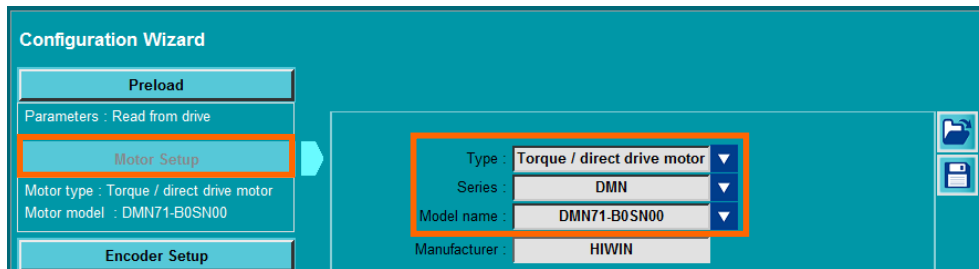 Configuration Wizard
Preload
Parameters : Read from drive
Motor Setup
Motor type : Torque / direct drive motor
Motor model : DMN71-B0SN00
Encoder Setup
Type : Torque / direct drive motor
Series : DMN
Model name : DMN71-B0SN00
Manufacturer : HIWIN